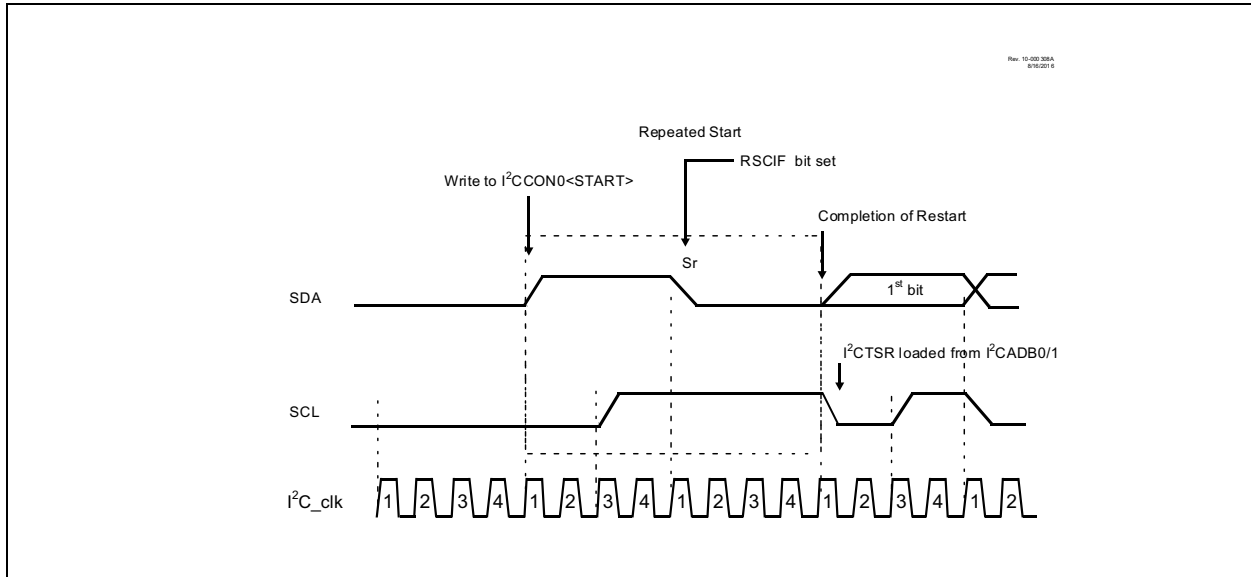 Rev. 10-000 308A
8/16/2016
Repeated Start
RSCIF bit set
Write to I²CCON0<START>
Completion of Restart
Sr
SDA
1st bit
I²CTSR loaded from I²CADB0/1
SCL
I²C_clk
1 2 3 4 1 2 3 4 1 2 3 4 1 2 3 4 1 2